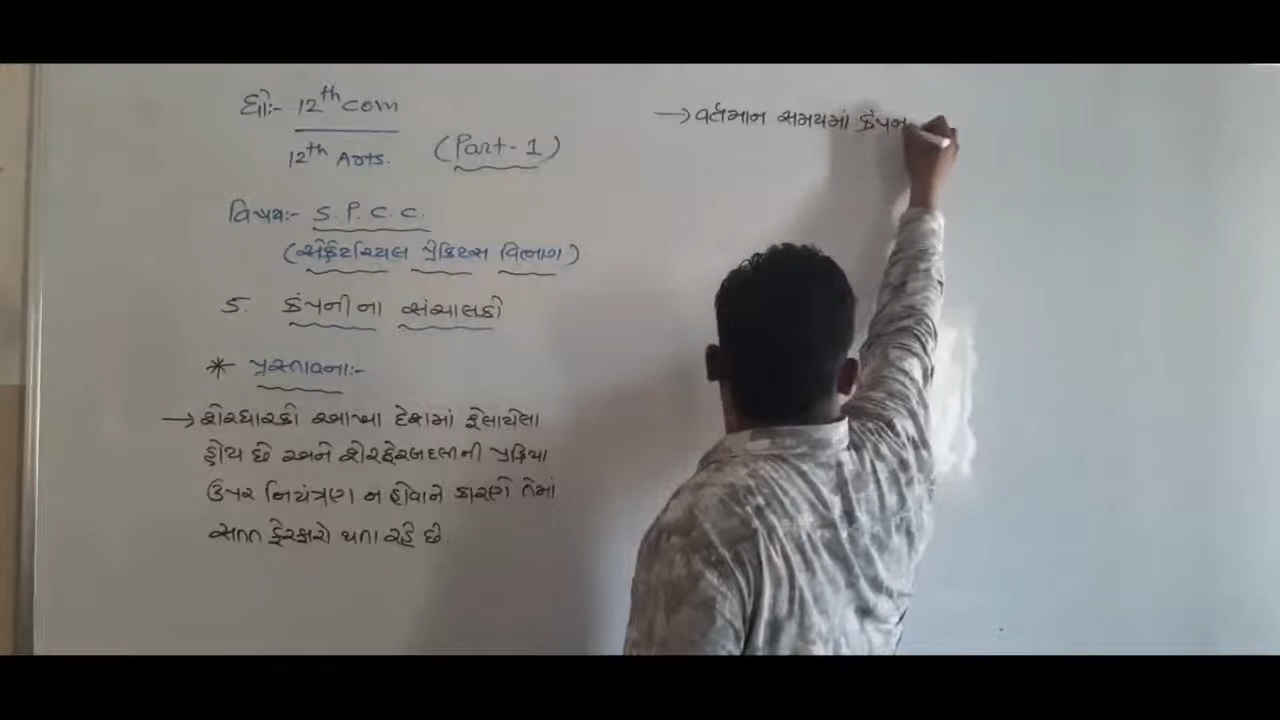 ધો:- 12th com
12th Arts.
(Part-1)
વિષય:- S.P.C.C.
(સેક્રેટરિયલ પ્રેક્ટિસ વિભાગ)
5. કંપનીના સંચાલકો
* પ્રસ્તાવના:-
→ શેરધારકો આખા દેશમાં ફેલાયેલા
હોય છે અને શેરફેરબદલીની પ્રક્રિયા
ઉપર નિયંત્રણ ન હોવાને કારણે તેમાં
સતત ફેરફારો થતા રહે છે.
→ વર્તમાન સમયમાં કંપન